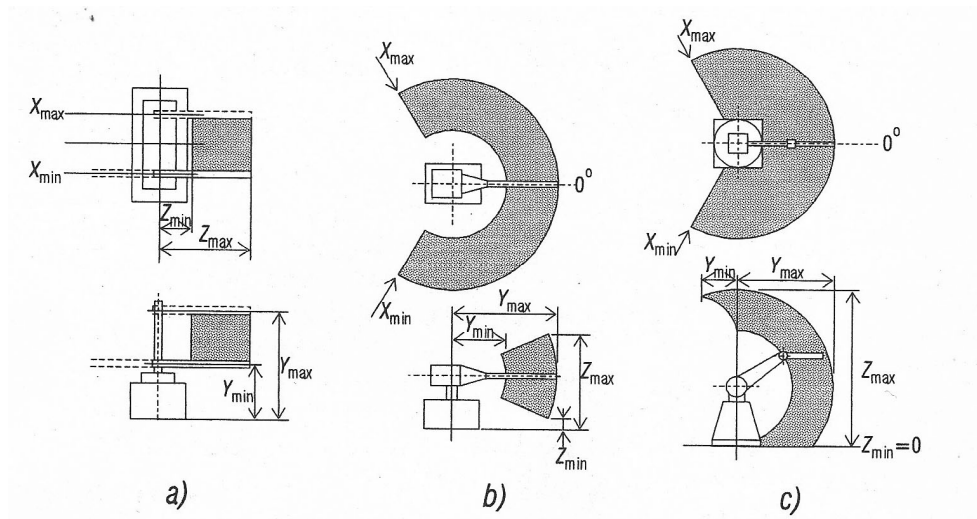 Xmax
Xmin
Zmin
Zmax
Ymax
Ymin
a)
Xmax
0°
Xmin
Ymax
Ymin
Zmax
Zmin
b)
Xmax
0°
Xmin
Ymin
Ymax
Zmax
Zmin=0
c)